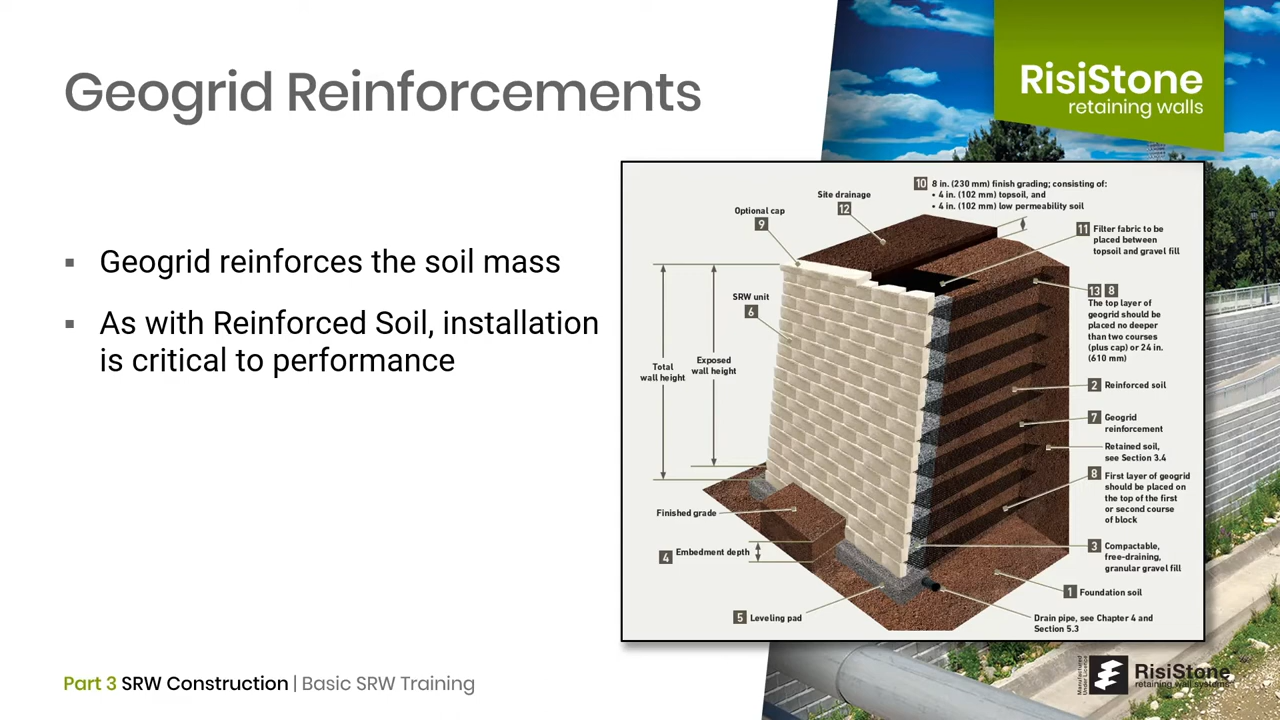 Geogrid Reinforcements
RisiStone
retaining walls
▪ Geogrid reinforces the soil mass
▪ As with Reinforced Soil, installation
is critical to performance
10 8 in. (230 mm) finish grading; consisting of:
• 4 in. (102 mm) topsoil, and
• 4 in. (102 mm) low permeability soil
Site drainage
12
Optional cap
9
11 Filter fabric to be
placed between
topsoil and gravel fill
SRW unit
6
13 8
The top layer of
geogrid should be
placed no deeper
than two courses
(plus cap) or 24 in.
(610 mm)
Total
wall height
Exposed
wall height
2 Reinforced soil
7 Geogrid
reinforcement
Retained soil,
see Section 3.4
8 First layer of geogrid
should be placed on
the top of the first
or second course
of block
Finished grade
4 Embedment depth
3 Compactable,
free-draining,
granular gravel fill
1 Foundation soil
5 Leveling pad
Drain pipe, see Chapter 4 and
Section 5.3
Part 3 SRW Construction | Basic SRW Training
Manufactured
Under Licence
RisiStone
retaining wall systems